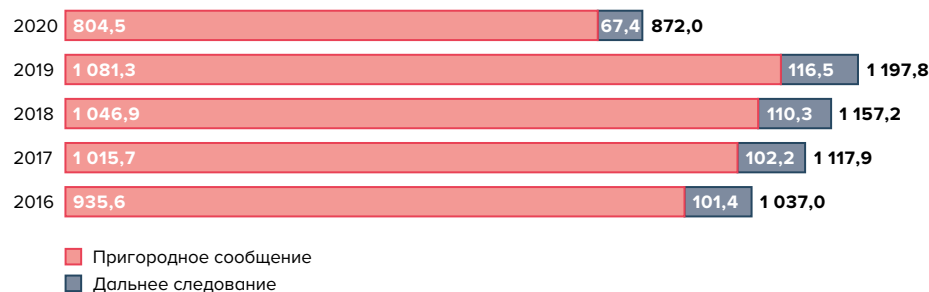 2020 804,5 67,4 872,0
2019 1 081,3 116,5 1 197,8
2018 1 046,9 110,3 1 157,2
2017 1 015,7 102,2 1 117,9
2016 935,6 101,4 1 037,0
Пригородное сообщение
Дальнее следование